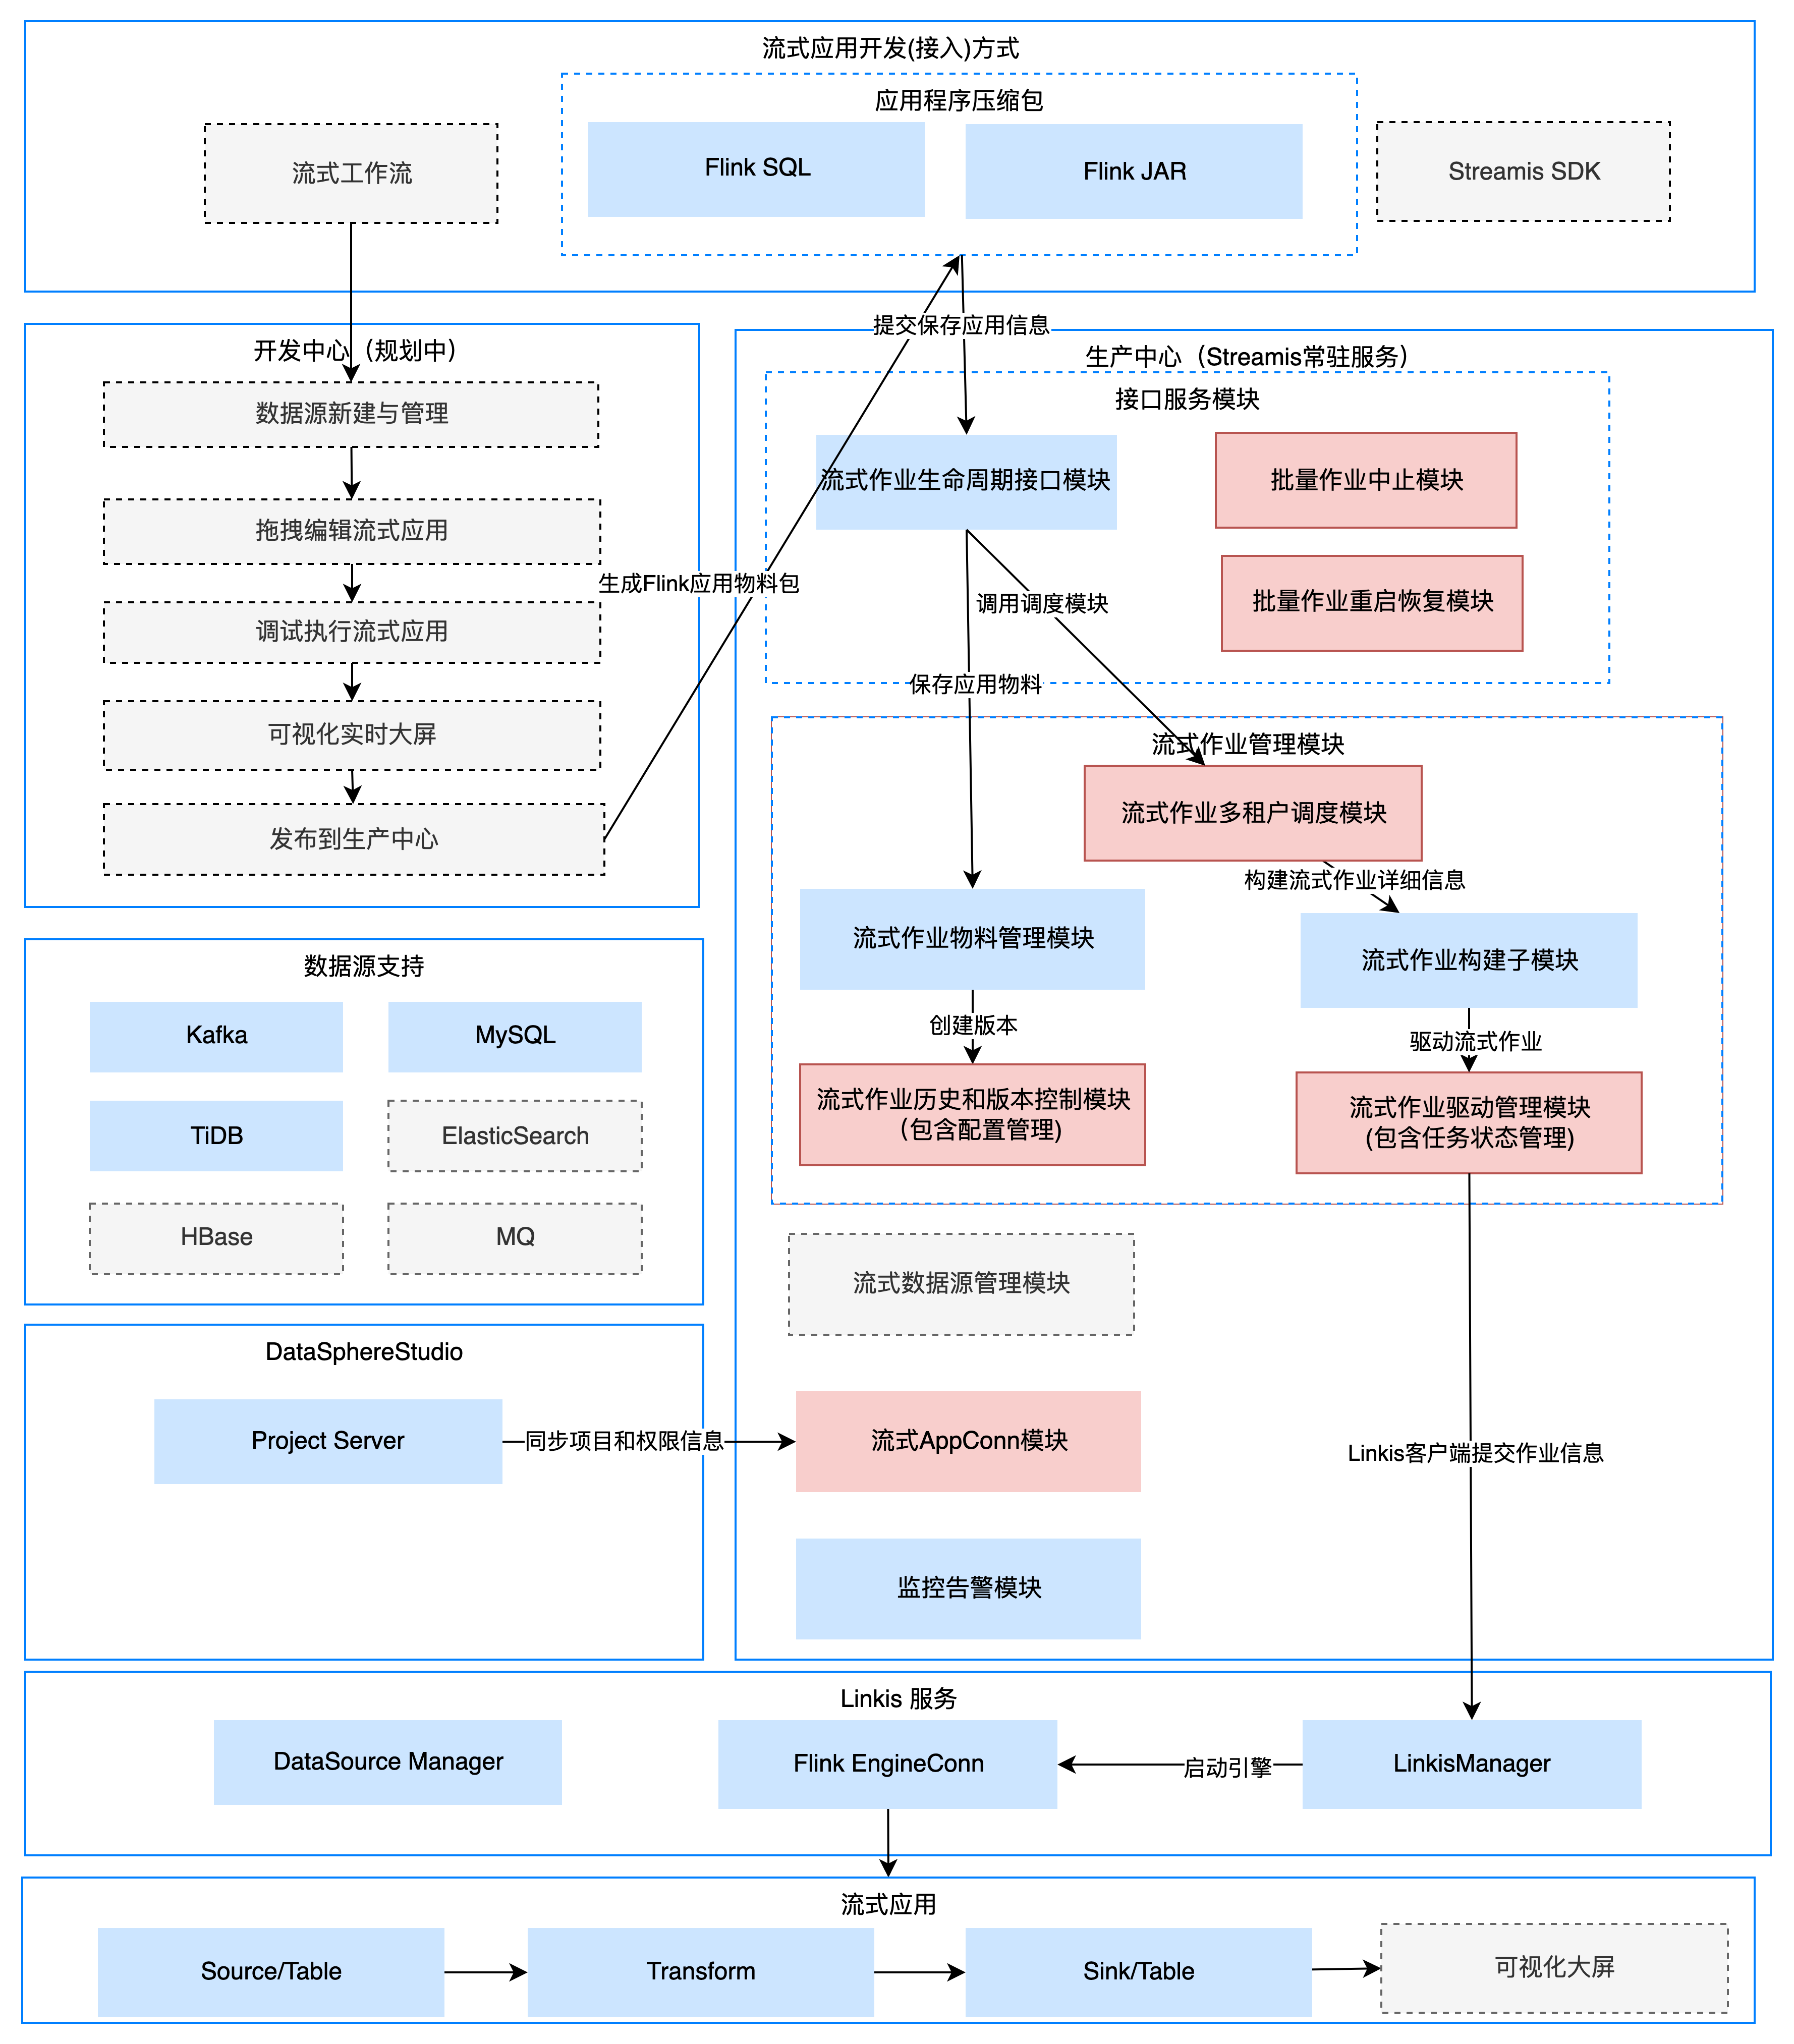 流式应用开发(接入)方式
应用程序压缩包
流式工作流
Flink SQL
Flink JAR
Streamis SDK
提交保存应用信息
开发中心（规划中）
数据源新建与管理
拖拽编辑流式应用
调试执行流式应用
可视化实时大屏
发布到生产中心
生成Flink应用物料包
生产中心（Streamis常驻服务）
接口服务模块
流式作业生命周期接口模块
批量作业中止模块
批量作业重启恢复模块
调用调度模块
保存应用物料
流式作业管理模块
流式作业多租户调度模块
构建流式作业详细信息
流式作业物料管理模块
流式作业构建子模块
创建版本
驱动流式作业
流式作业历史和版本控制模块
（包含配置管理)
流式作业驱动管理模块
(包含任务状态管理)
流式数据源管理模块
数据源支持
Kafka
MySQL
TiDB
ElasticSearch
HBase
MQ
DataSphereStudio
Project Server
同步项目和权限信息
流式AppConn模块
Linkis客户端提交作业信息
监控告警模块
Linkis 服务
DataSource Manager
Flink EngineConn
启动引擎
LinkisManager
流式应用
Source/Table
Transform
Sink/Table
可视化大屏